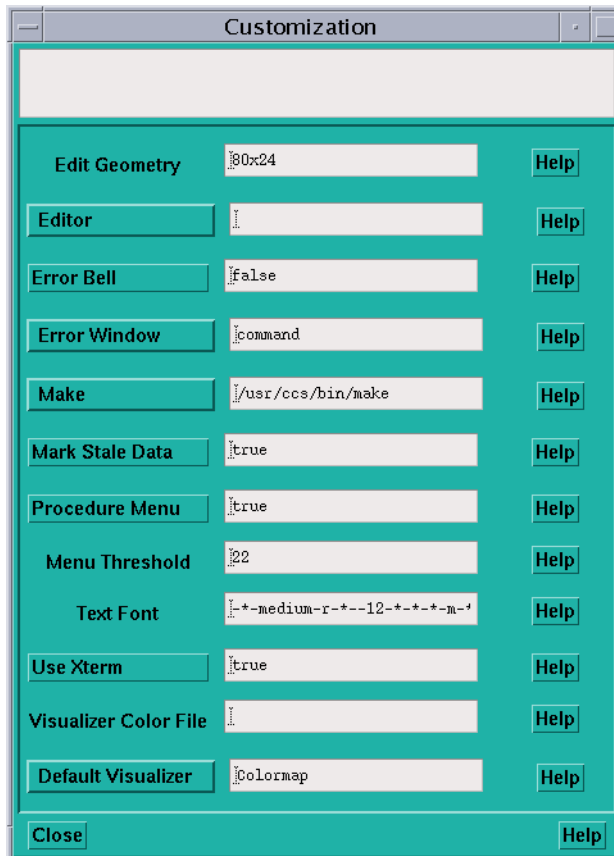 Customization
Edit Geometry 80x24 Help
Editor Help
Error Bell false Help
Error Window command Help
Make /usr/ccs/bin/make Help
Mark Stale Data true Help
Procedure Menu true Help
Menu Threshold 22 Help
Text Font -*-medium-r-*--12-*-*-*-m-* Help
Use Xterm true Help
Visualizer Color File Help
Default Visualizer Colormap Help
Close Help